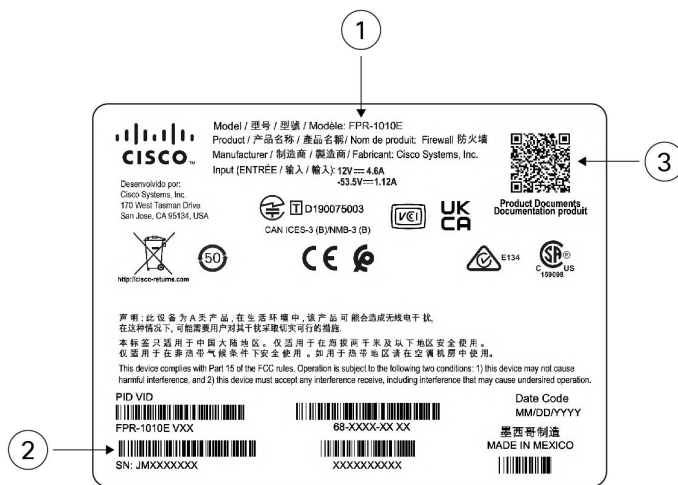 1
Model / 型号 / 型號 / Modèle: FPR-1010E
Product / 产品名称 / 產品名稱 / Nom de produit: Firewall 防火墙
Manufacturer / 制造商 / 製造商 / Fabricant: Cisco Systems, Inc.
Input (ENTRÉE / 输入 / 輸入): 12V⎓4.6A
-53.5V⎓1.12A
CISCO™
Desenvolvido por:
Cisco Systems, Inc.
170 West Tasman Drive
San Jose, CA 95134, USA
3
Product Documents
Documentation produit
T D190075003
CAN ICES-3 (B)/NMB-3 (B)
VCI
UK
CA
http://cisco-returns.com
50
CE
E134
SA®
C US
159098
声明:此设备为A类产品,在生活环境中,该产品可能会造成无线电干扰,
在这种情况下,可能需要用户对其干扰采取切实可行的措施.
本标签只适用于中国大陆地区。仅适用于在海拔两千米及以下地区安全使用。
仅适用于在非热带气候条件下安全使用。如用于热带地区请在空调机房中使用。
This device complies with Part 15 of the FCC rules. Operation is subject to the following two conditions: 1) this device may not cause
harmful interference, and 2) this device must accept any interference receive, including interference that may cause undersired operation.
PID VID
FPR-1010E VXX
68-XXXX-XX XX
Date Code
MM/DD/YYYY
墨西哥制造
MADE IN MEXICO
2
SN: JMXXXXXXX
XXXXXXXXXX